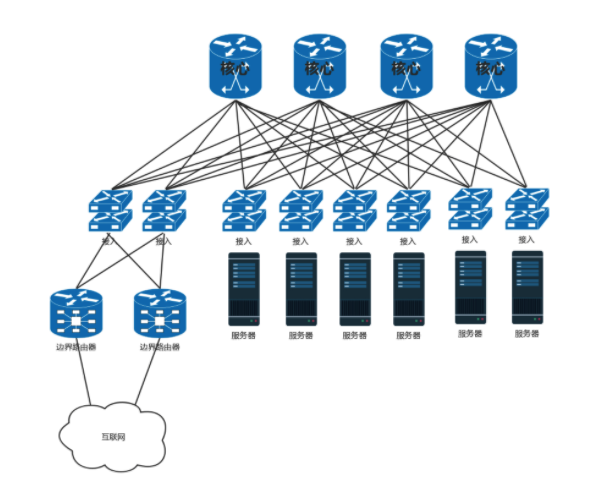 核心 核心 核心 核心
接入 接入 接入 接入 接入 接入 接入 接入
服务器 服务器 服务器 服务器 服务器 服务器
边界路由器 边界路由器
互联网